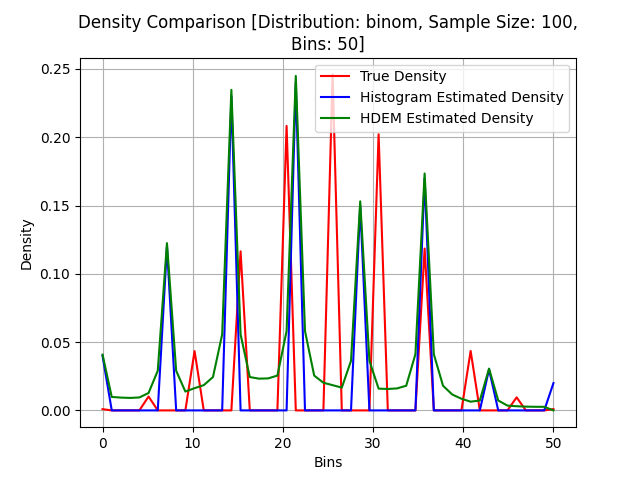 Density Comparison [Distribution: binom, Sample Size: 100,
Bins: 50]
True Density
Histogram Estimated Density
HDEM Estimated Density
0.25
0.20
0.15
0.10
0.05
0.00
Density
0 10 20 30 40 50
Bins